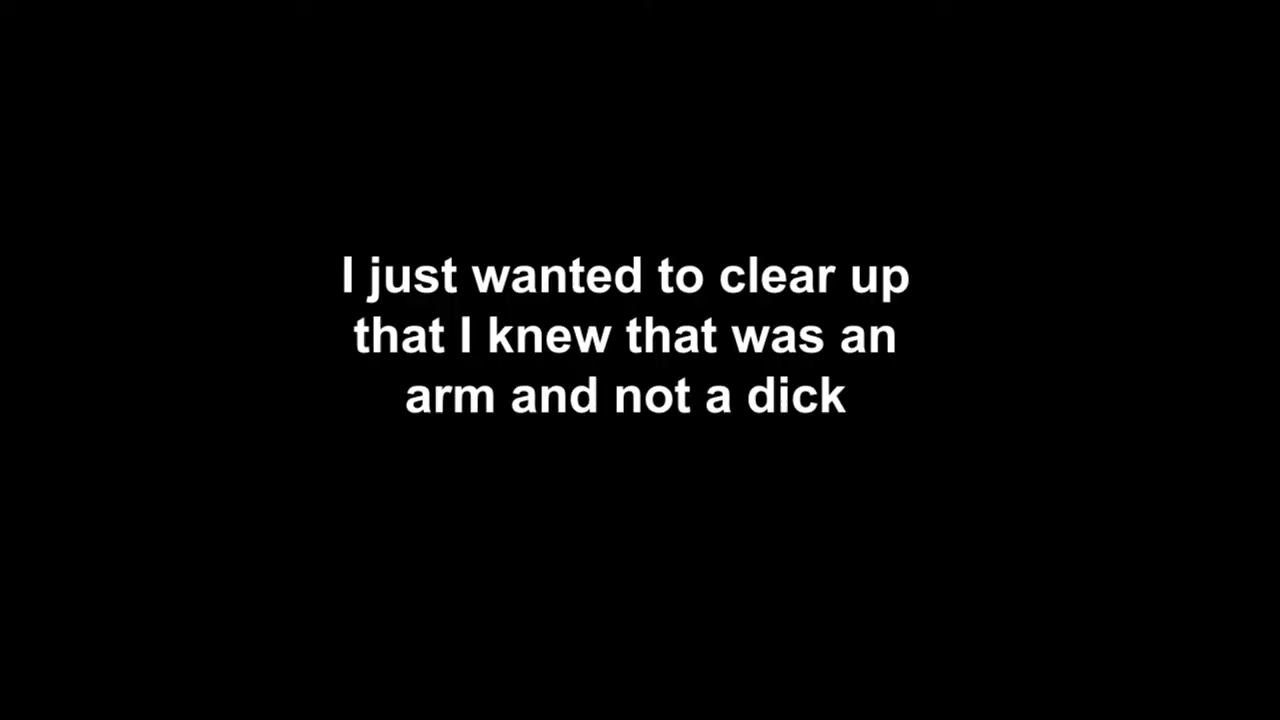 I just wanted to clear up
that I knew that was an
arm and not a dick